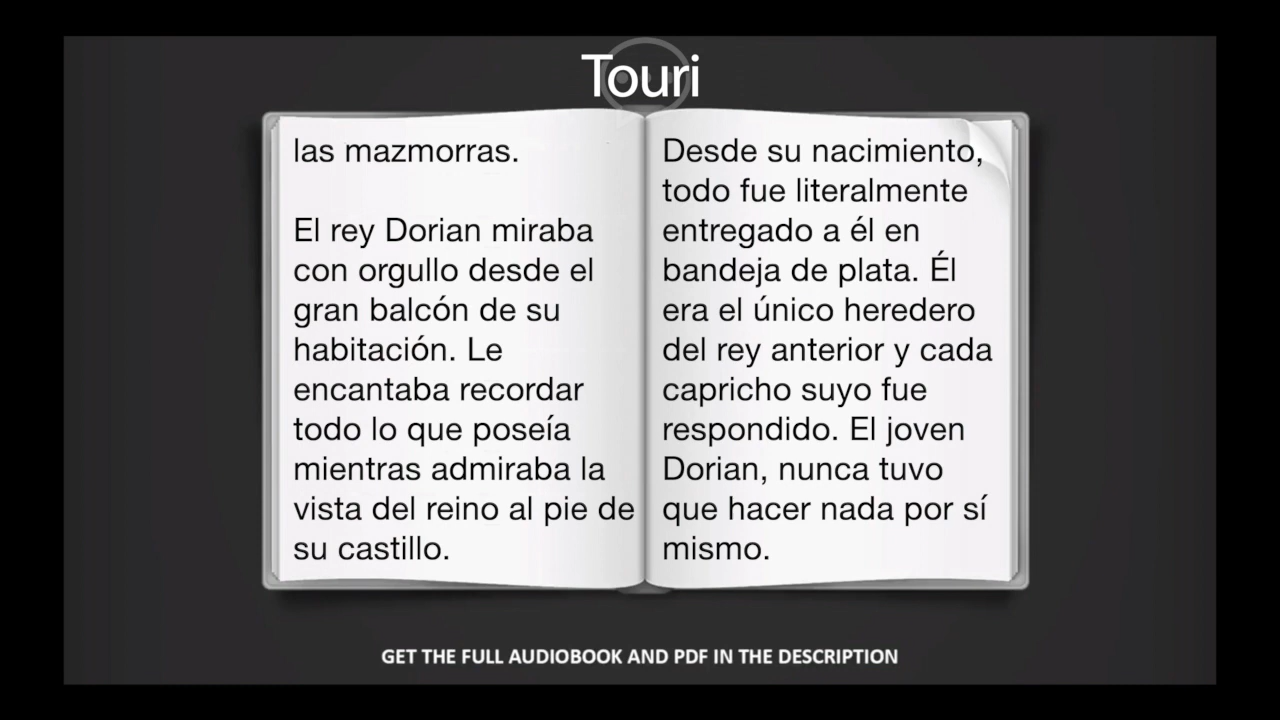 Touri
las mazmorras.
El rey Dorian miraba
con orgullo desde el
gran balcón de su
habitación. Le
encantaba recordar
todo lo que poseía
mientras admiraba la
vista del reino al pie de
su castillo.
Desde su nacimiento,
todo fue literalmente
entregado a él en
bandeja de plata. Él
era el único heredero
del rey anterior y cada
capricho suyo fue
respondido. El joven
Dorian, nunca tuvo
que hacer nada por sí
mismo.
GET THE FULL AUDIOBOOK AND PDF IN THE DESCRIPTION